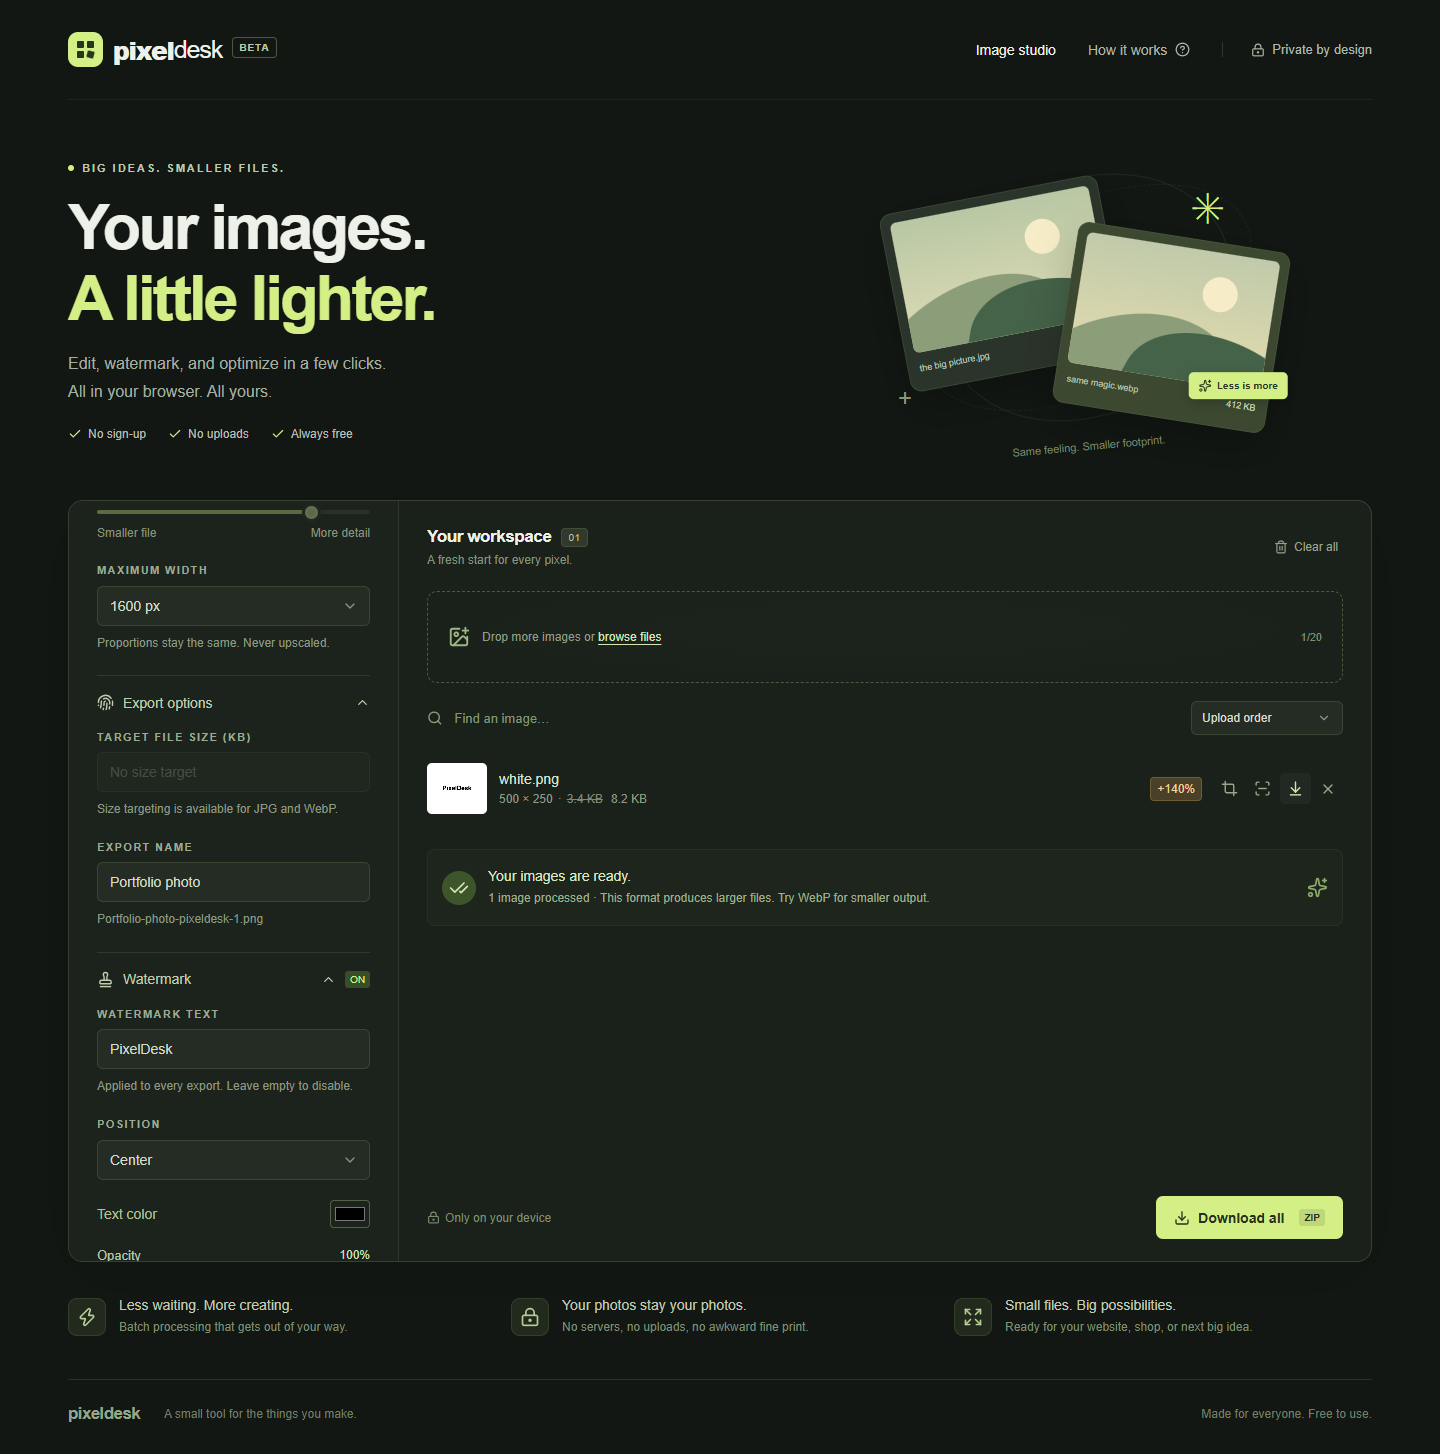 pixeldesk BETA
Image studio
How it works
Private by design
BIG IDEAS. SMALLER FILES.
Your images.
A little lighter.
Edit, watermark, and optimize in a few clicks.
All in your browser. All yours.
No sign-up
No uploads
Always free
the big picture.jpg
same magic.webp
Less is more
412 KB
Same feeling. Smaller footprint.
Smaller file
More detail
MAXIMUM WIDTH
1600 px
Proportions stay the same. Never upscaled.
Export options
TARGET FILE SIZE (KB)
No size target
Size targeting is available for JPG and WebP.
EXPORT NAME
Portfolio photo
Portfolio-photo-pixeldesk-1.png
Watermark
ON
WATERMARK TEXT
PixelDesk
Applied to every export. Leave empty to disable.
POSITION
Center
Text color
Opacity
100%
Your workspace 01
A fresh start for every pixel.
Clear all
Drop more images or browse files
1/20
Find an image...
Upload order
PixelDesk
white.png
500 × 250 · 3.4 KB 8.2 KB
+140%
Your images are ready.
1 image processed · This format produces larger files. Try WebP for smaller output.
Only on your device
Download all ZIP
Less waiting. More creating.
Batch processing that gets out of your way.
Your photos stay your photos.
No servers, no uploads, no awkward fine print.
Small files. Big possibilities.
Ready for your website, shop, or next big idea.
pixeldesk
A small tool for the things you make.
Made for everyone. Free to use.